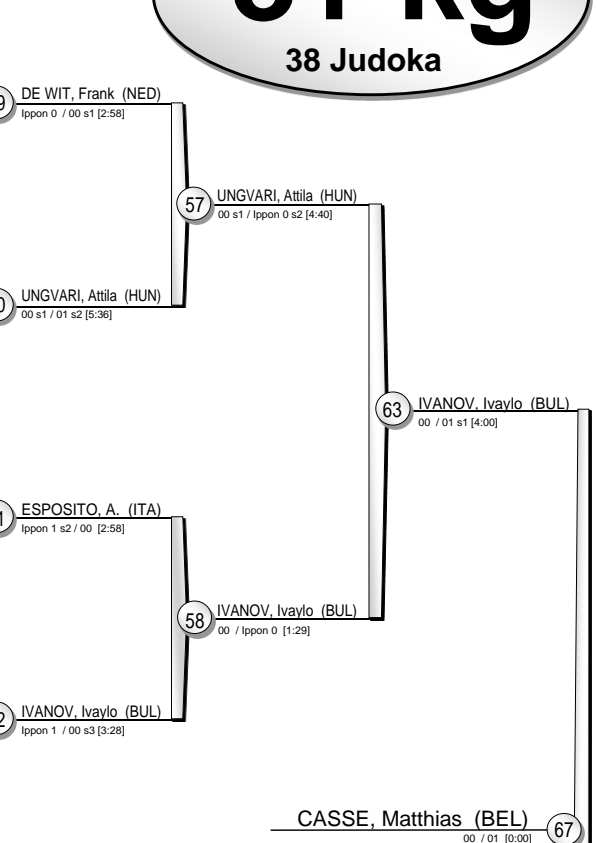 38 Judoka
DE WIT, Frank (NED)
Ippon 0 / 00 s1 [2:58]
57
UNGVARI, Attila (HUN)
00 s1 / Ippon 0 s2 [4:40]
UNGVARI, Attila (HUN)
00 s1 / 01 s2 [5:36]
63
IVANOV, Ivaylo (BUL)
00 / 01 s1 [4:00]
ESPOSITO, A. (ITA)
Ippon 1 s2 / 00 [2:58]
58
IVANOV, Ivaylo (BUL)
00 / Ippon 0 [1:29]
IVANOV, Ivaylo (BUL)
Ippon 1 / 00 s3 [3:28]
CASSE, Matthias (BEL)
67
00 / 01 [0:00]